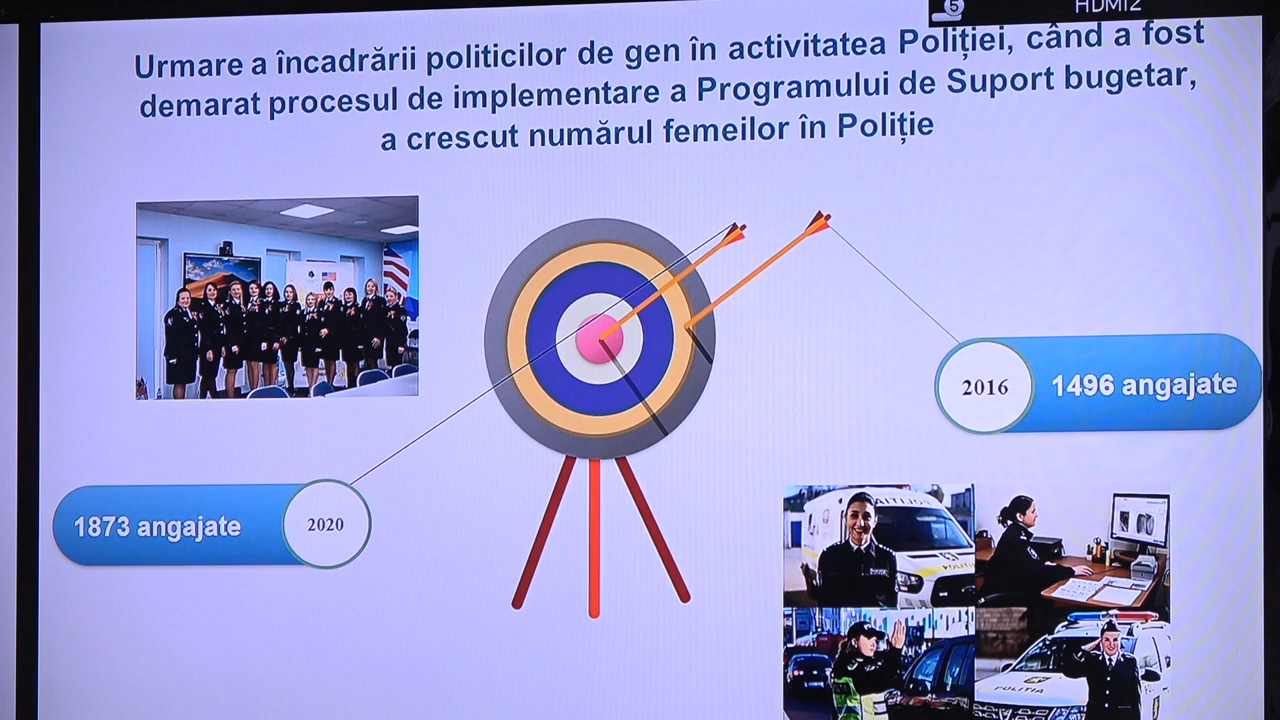 5
HDMI2
Urmare a încadrării politicilor de gen în activitatea Poliției, când a fost
demarat procesul de implementare a Programului de Suport bugetar,
a crescut numărul femeilor în Poliție
2016
1496 angajate
1873 angajate
2020
POLIȚIA
POLIȚIA